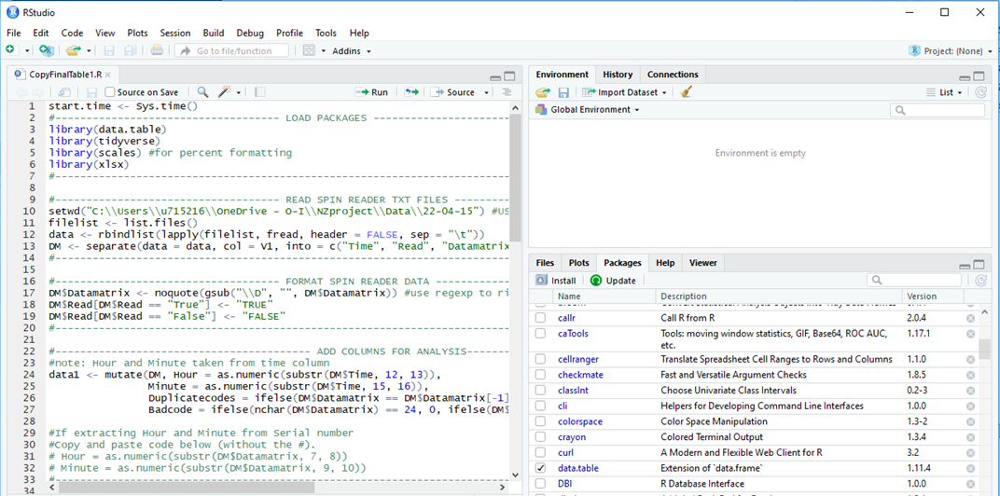 RStudio
File Edit Code View Plots Session Build Debug Profile Tools Help
Go to file/function Addins Project: (None)
CopyFinalTable1.R
Source on Save Run Source
1 start.time <- Sys.time()
2 #---------------------------------- LOAD PACKAGES ----------------------
3 library(data.table)
4 library(tidyverse)
5 library(scales) #for percent formatting
6 library(xlsx)
7 #-----------------------------------------------------------------------
8
9 #---------------------------------- READ SPIN READER TXT FILES ---------
10 setwd("C:\\Users\\u715216\\OneDrive - O-I\\NZproject\\Data\\22-04-15") #US
11 filelist <- list.files()
12 data <- rbindlist(lapply(filelist, fread, header = FALSE, sep = "\t"))
13 DM <- separate(data = data, col = V1, into = c("Time", "Read", "Datamatrix
14 #-----------------------------------------------------------------------
15
16 #---------------------------------- FORMAT SPIN READER DATA ------------
17 DM$Datamatrix <- noquote(gsub("\\D", "", DM$Datamatrix)) #use regexp to ri
18 DM$Read[DM$Read == "True"] <- "TRUE"
19 DM$Read[DM$Read == "False"] <- "FALSE"
20 #-----------------------------------------------------------------------
21
22 #--------------------------------------- ADD COLUMNS FOR ANALYSIS-------
23 #note: Hour and Minute taken from time column
24 data1 <- mutate(DM, Hour = as.numeric(substr(DM$Time, 12, 13)),
25 Minute = as.numeric(substr(DM$Time, 15, 16)),
26 Duplicatecodes = ifelse(DM$Datamatrix == DM$Datamatrix[-1]
27 Badcode = ifelse(nchar(DM$Datamatrix) == 24, 0, ifelse(DM$
28
29 #If extracting Hour and Minute from Serial number
30 #Copy and paste code below (without the #).
31 # Hour = as.numeric(substr(DM$Datamatrix, 7, 8))
32 # Minute = as.numeric(substr(DM$Datamatrix, 9, 10))
33 #-----------------------------------------------------------------------
34
Environment History Connections
Import Dataset List
Global Environment
Environment is empty
Files Plots Packages Help Viewer
Install Update
Name Description Version
callr Call R from R 2.0.4
caTools Tools: moving window statistics, GIF, Base64, ROC AUC, 1.17.1
etc.
cellranger Translate Spreadsheet Cell Ranges to Rows and Columns 1.1.0
checkmate Fast and Versatile Argument Checks 1.8.5
classInt Choose Univariate Class Intervals 0.2-3
cli Helpers for Developing Command Line Interfaces 1.0.0
colorspace Color Space Manipulation 1.3-2
crayon Colored Terminal Output 1.3.4
curl A Modern and Flexible Web Client for R 3.2
data.table Extension of `data.frame` 1.11.4
DBI R Database Interface 1.0.0